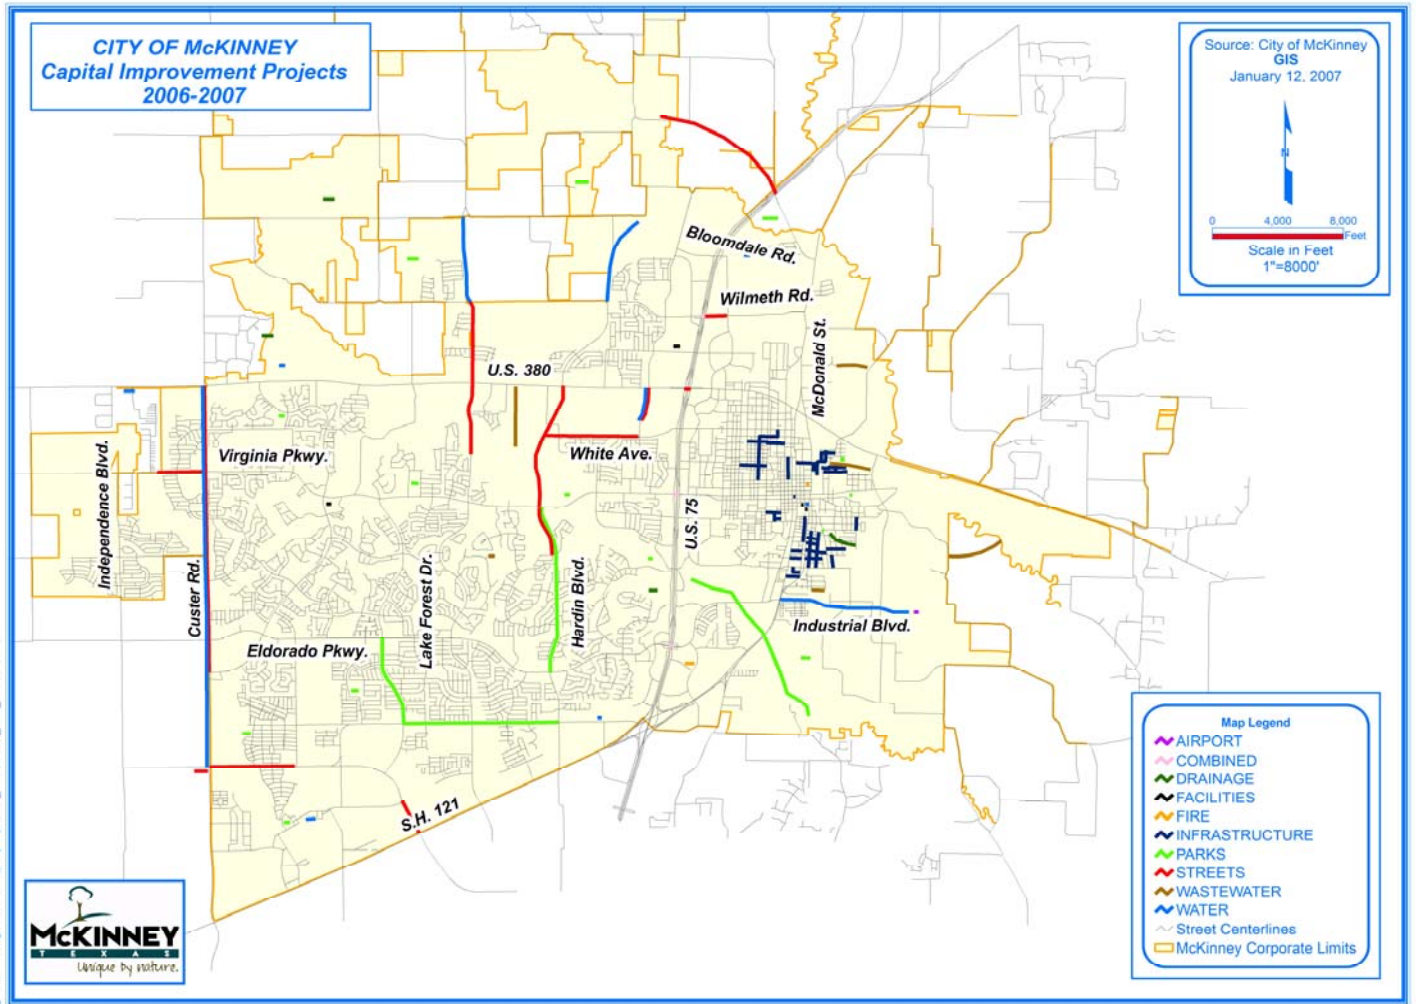 CITY OF McKINNEY
Capital Improvement Projects
2006-2007
Source: City of McKinney
GIS
January 12, 2007
N
0 4,000 8,000
Feet
Scale in Feet
1"=8000'
Bloomdale Rd.
Wilmeth Rd.
McDonald St.
U.S. 380
White Ave.
Virginia Pkwy.
Independence Blvd.
Custer Rd.
Lake Forest Dr.
Hardin Blvd.
U.S. 75
Eldorado Pkwy.
Industrial Blvd.
S.H. 121
Map Legend
AIRPORT
COMBINED
DRAINAGE
FACILITIES
FIRE
INFRASTRUCTURE
PARKS
STREETS
WASTEWATER
WATER
Street Centerlines
McKinney Corporate Limits
McKINNEY
TEXAS
Unique by nature.